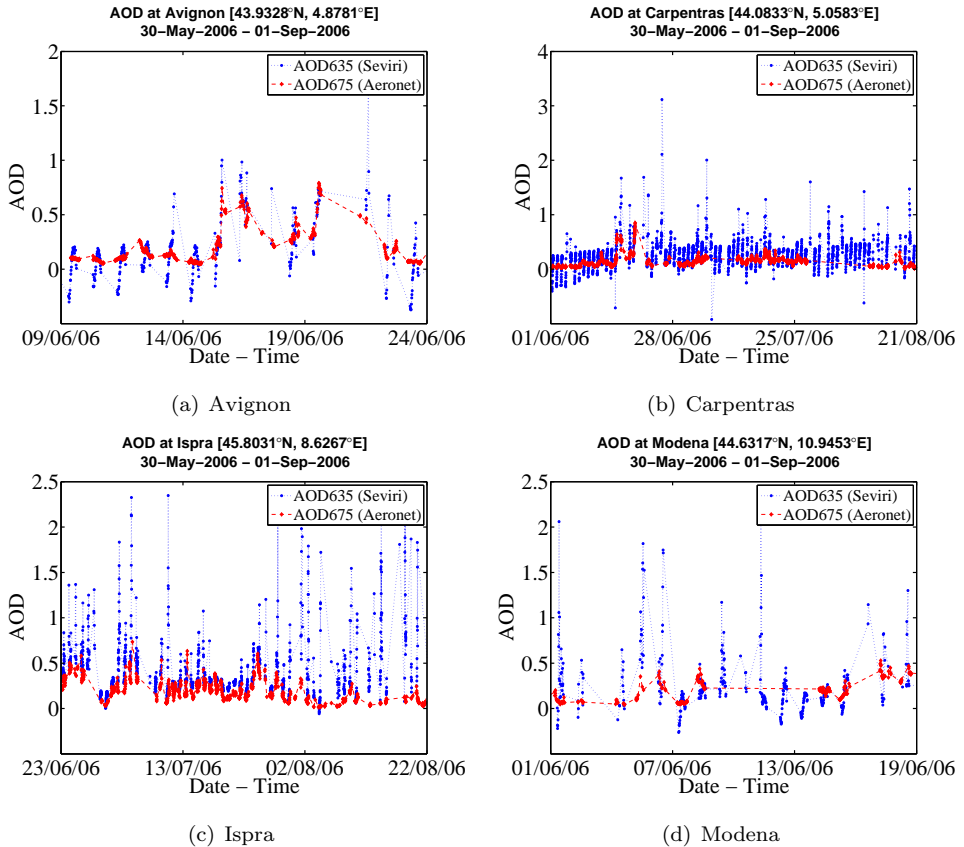 AOD at Avignon [43.9328°N, 4.8781°E]
30−May−2006 − 01−Sep−2006
2
1.5
1
0.5
0
AOD
AOD635 (Seviri)
AOD675 (Aeronet)
09/06/06 14/06/06 19/06/06 24/06/06
Date − Time
(a) Avignon
AOD at Carpentras [44.0833°N, 5.0583°E]
30−May−2006 − 01−Sep−2006
4
3
2
1
0
AOD
AOD635 (Seviri)
AOD675 (Aeronet)
01/06/06 28/06/06 25/07/06 21/08/06
Date − Time
(b) Carpentras
AOD at Ispra [45.8031°N, 8.6267°E]
30−May−2006 − 01−Sep−2006
2.5
2
1.5
1
0.5
0
AOD
AOD635 (Seviri)
AOD675 (Aeronet)
23/06/06 13/07/06 02/08/06 22/08/06
Date − Time
(c) Ispra
AOD at Modena [44.6317°N, 10.9453°E]
30−May−2006 − 01−Sep−2006
2.5
2
1.5
1
0.5
0
AOD
AOD635 (Seviri)
AOD675 (Aeronet)
01/06/06 07/06/06 13/06/06 19/06/06
Date − Time
(d) Modena